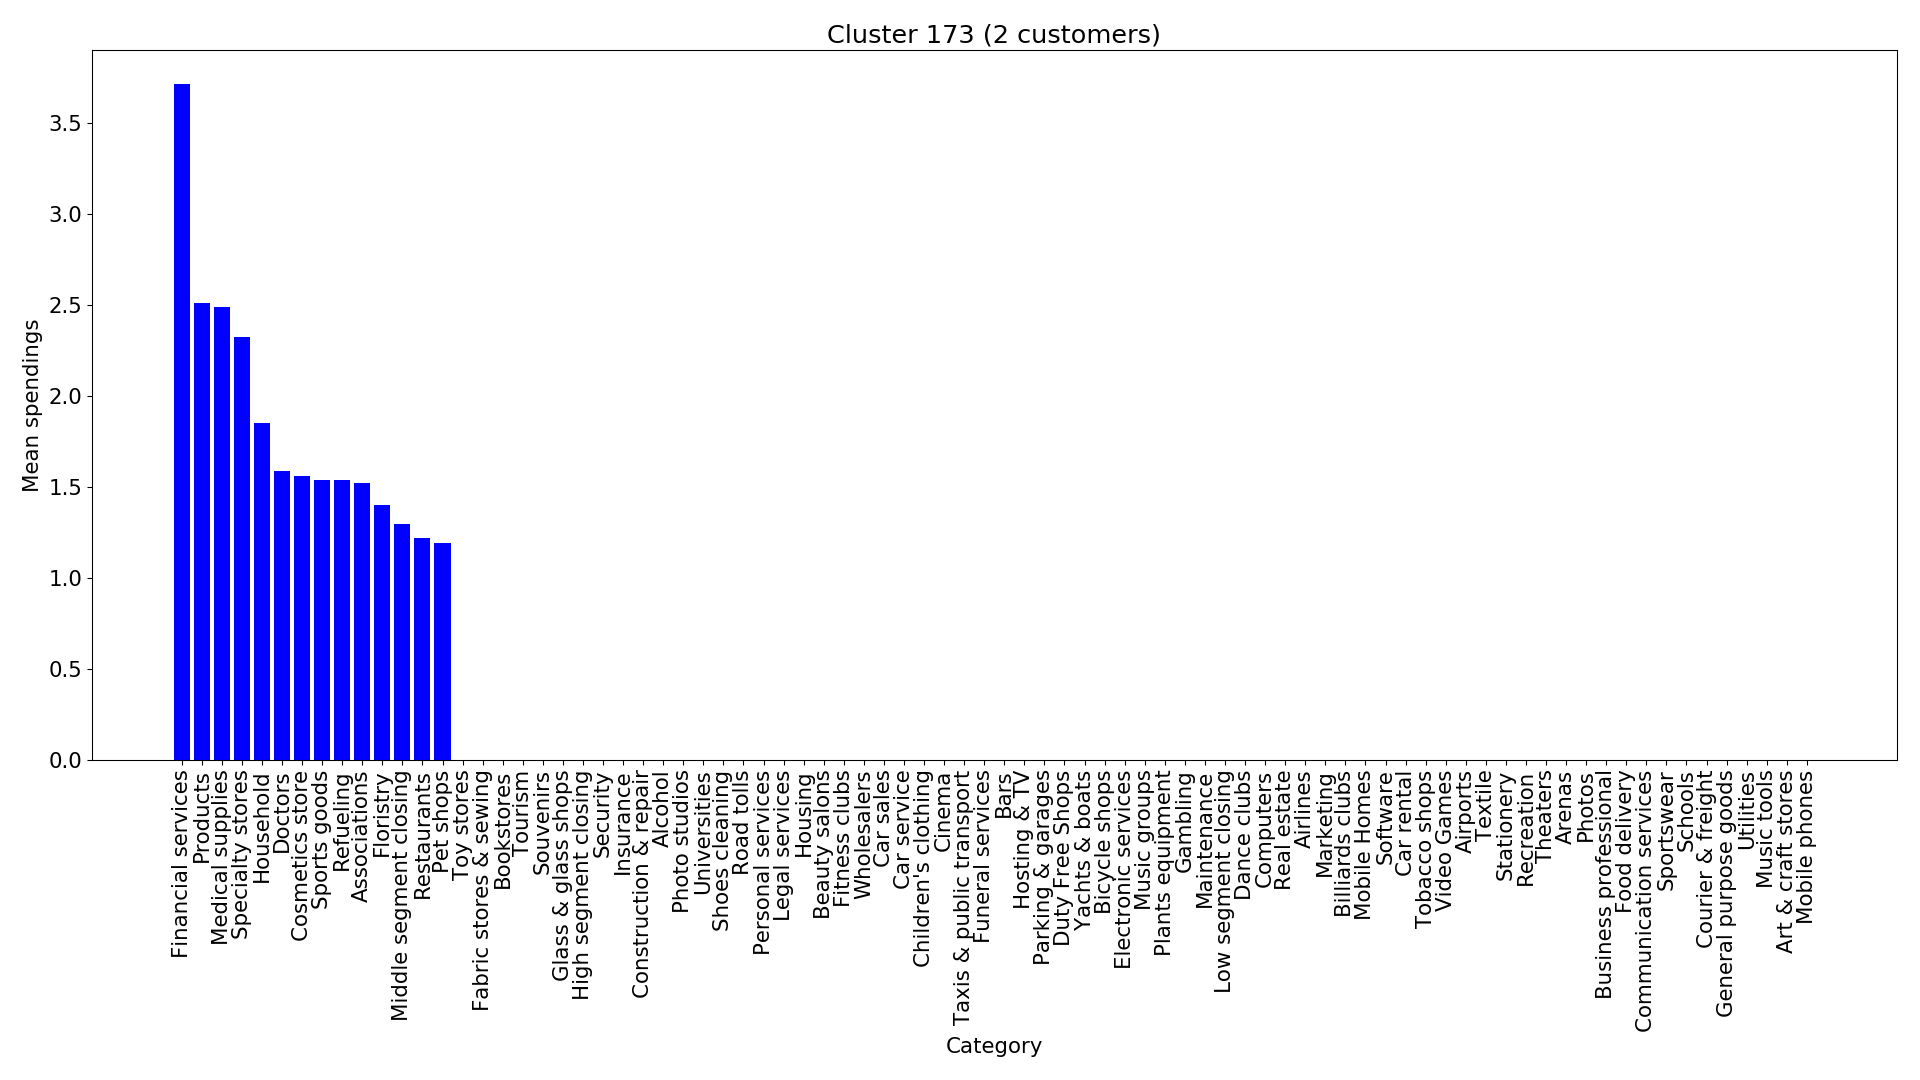 Cluster 173 (2 customers)
Mean spendings
3.5
3.0
2.5
2.0
1.5
1.0
0.5
0.0
Financial services
Products
Medical supplies
Specialty stores
Household
Doctors
Cosmetics store
Sports goods
Refueling
Associations
Floristry
Middle segment closing
Restaurants
Pet shops
Toy stores
Fabric stores & sewing
Bookstores
Tourism
Souvenirs
Glass & glass shops
High segment closing
Security
Insurance
Construction & repair
Alcohol
Photo studios
Universities
Shoes cleaning
Road tolls
Personal services
Legal services
Housing
Beauty salons
Fitness clubs
Wholesalers
Car sales
Car service
Children's clothing
Cinema
Taxis & public transport
Funeral services
Bars
Hosting & TV
Parking & garages
Duty Free Shops
Yachts & boats
Bicycle shops
Electronic services
Music groups
Plants equipment
Gambling
Maintenance
Low segment closing
Dance clubs
Computers
Real estate
Airlines
Marketing
Billiards clubs
Mobile Homes
Software
Car rental
Tobacco shops
Video Games
Airports
Textile
Stationery
Recreation
Theaters
Arenas
Photos
Business professional
Food delivery
Communication services
Sportswear
Schools
Courier & freight
General purpose goods
Utilities
Music tools
Art & craft stores
Mobile phones
Category